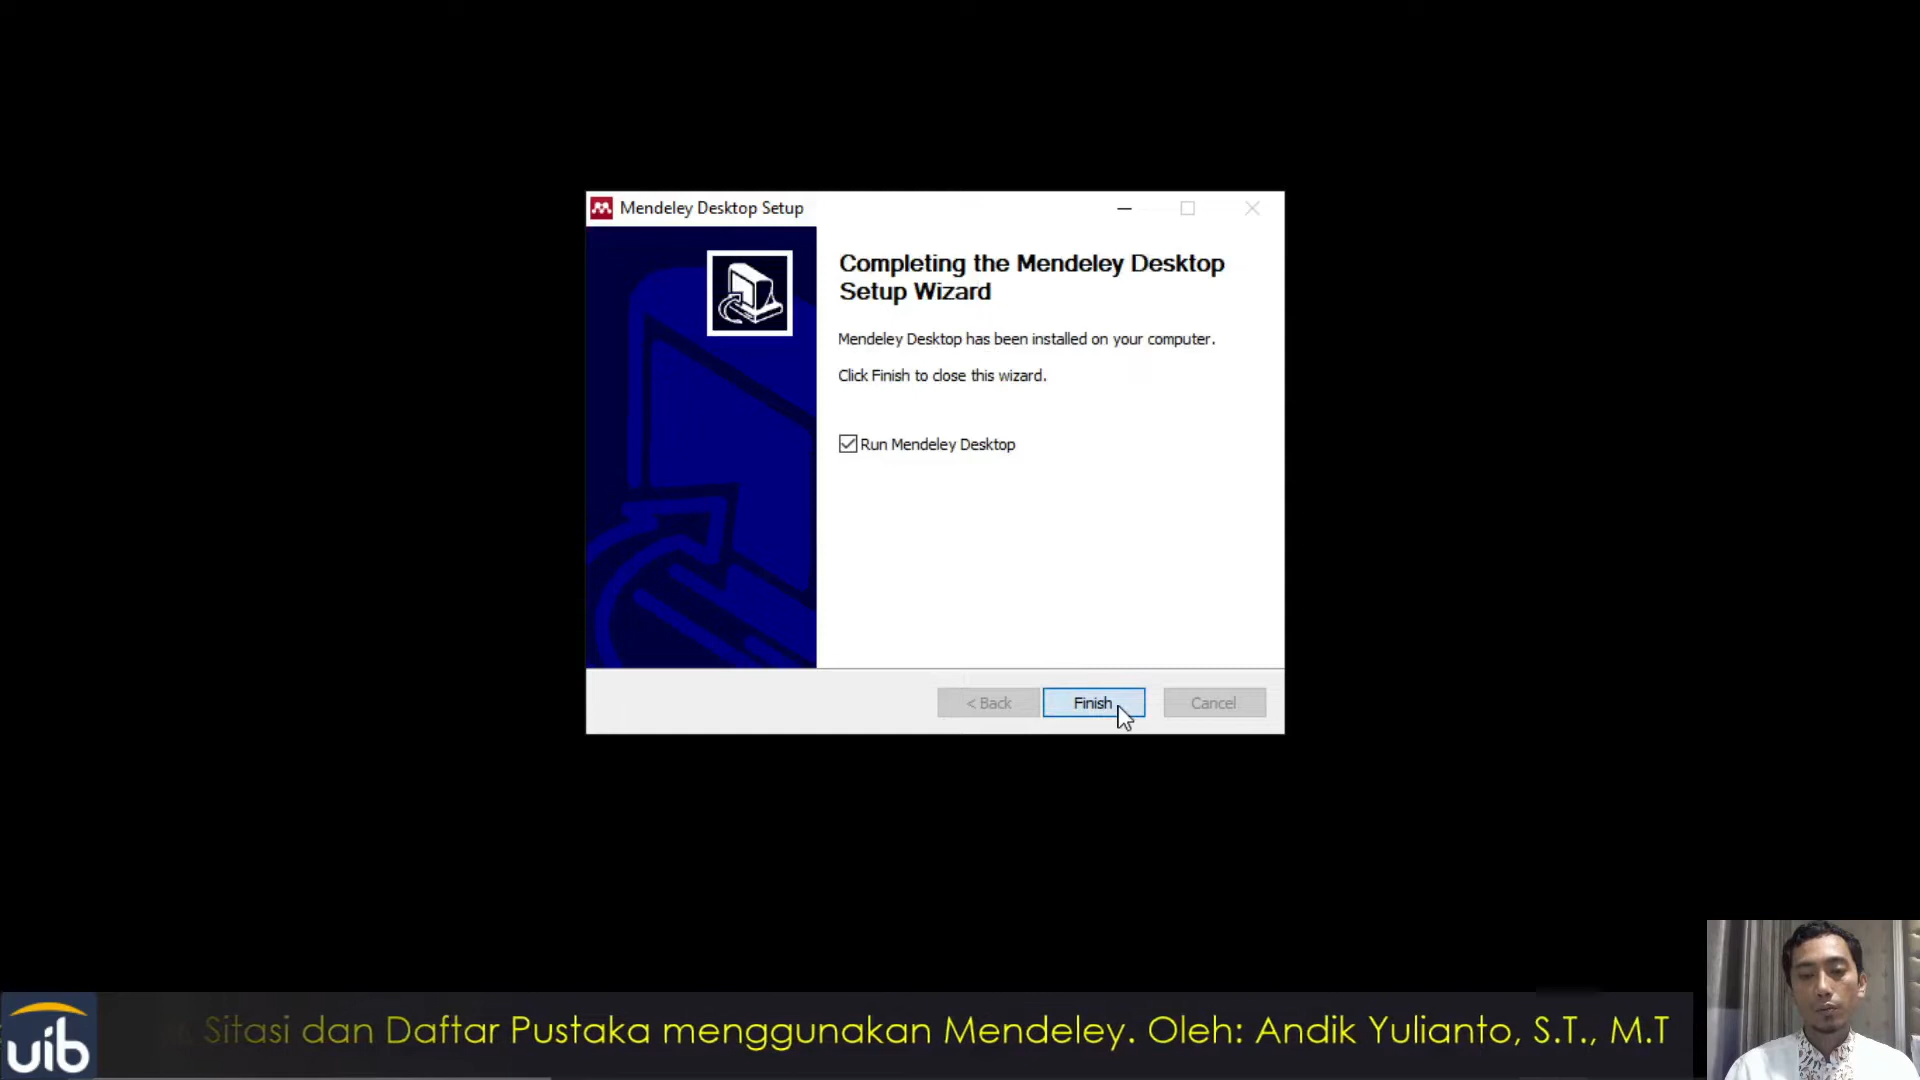 Mendeley Desktop Setup
Completing the Mendeley Desktop
Setup Wizard
Mendeley Desktop has been installed on your computer.
Click Finish to close this wizard.
Run Mendeley Desktop
< Back
Finish
Cancel
uib
Sitasi dan Daftar Pustaka menggunakan Mendeley. Oleh: Andik Yulianto, S.T., M.T